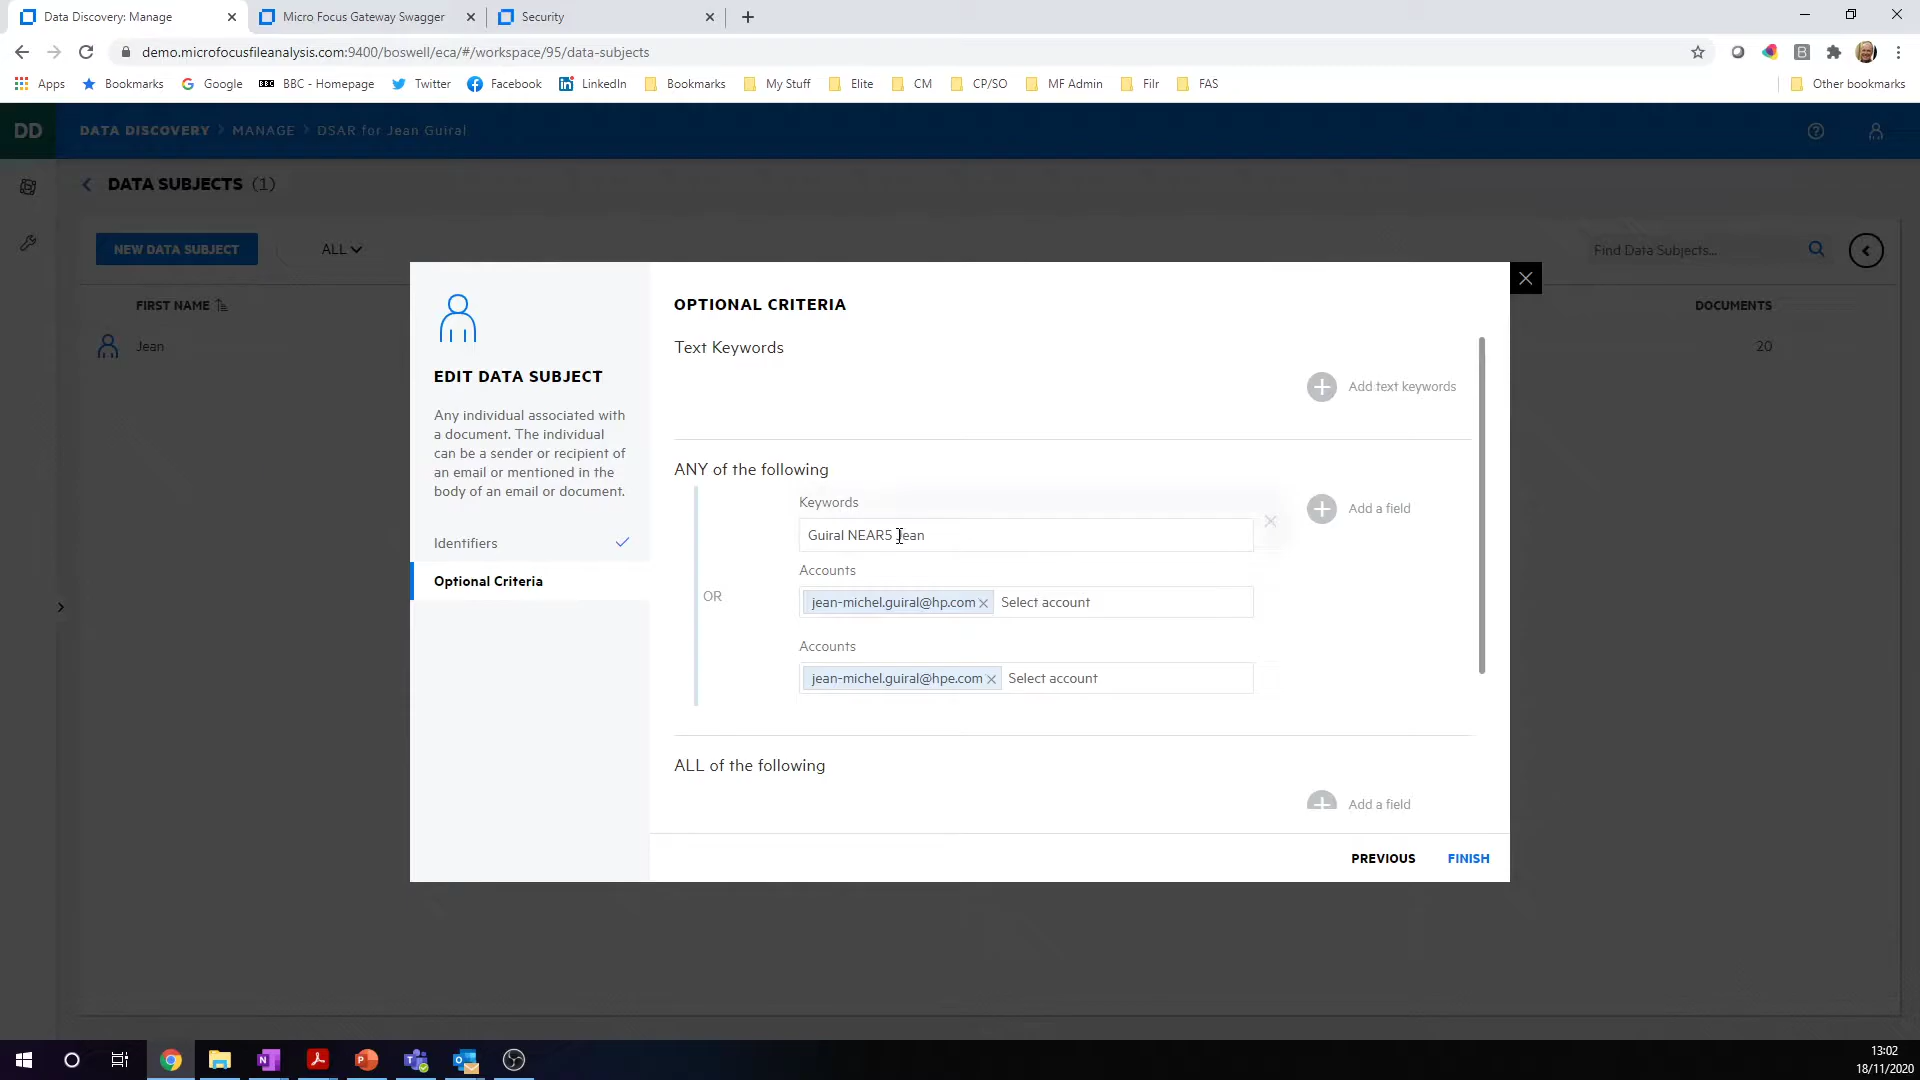 Data Discovery: Manage
Micro Focus Gateway Swagger
Security
demo.microfocusfileanalysis.com:9400/boswell/eca/#/workspace/95/data-subjects
Apps Bookmarks Google BBC - Homepage Twitter Facebook LinkedIn Bookmarks My Stuff Elite CM CP/SO MF Admin Filr FAS Other bookmarks
DD DATA DISCOVERY > MANAGE > DSAR for Jean Guiral
DATA SUBJECTS (1)
NEW DATA SUBJECT ALL Find Data Subjects...
FIRST NAME DOCUMENTS
Jean 20
EDIT DATA SUBJECT
Any individual associated with
a document. The individual
can be a sender or recipient of
an email or mentioned in the
body of an email or document.
Identifiers
Optional Criteria
OPTIONAL CRITERIA
Text Keywords
Add text keywords
ANY of the following
Keywords
Add a field
Guiral NEAR5 Jean
Accounts
OR
jean-michel.guiral@hp.com Select account
Accounts
jean-michel.guiral@hpe.com Select account
ALL of the following
Add a field
PREVIOUS FINISH
13:02
18/11/2020